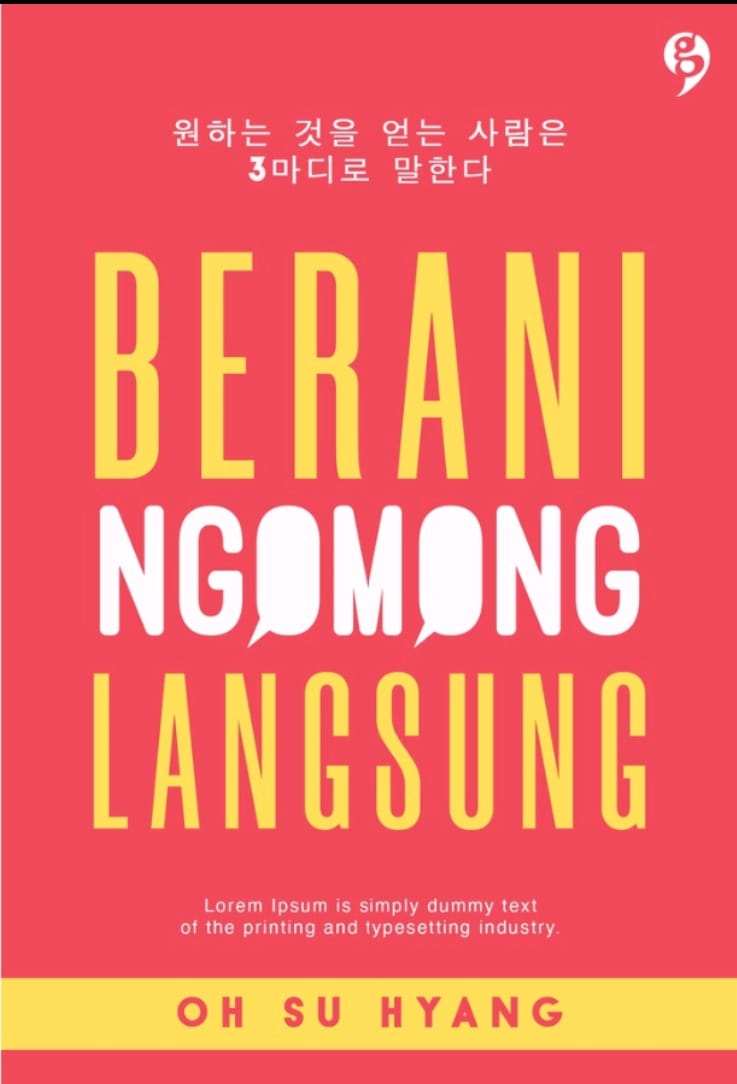 g
원하는 것을 얻는 사람은
3마디로 말한다
BERANI
NGOMONG
LANGSUNG
Lorem Ipsum is simply dummy text
of the printing and typesetting industry.
OH SU HYANG